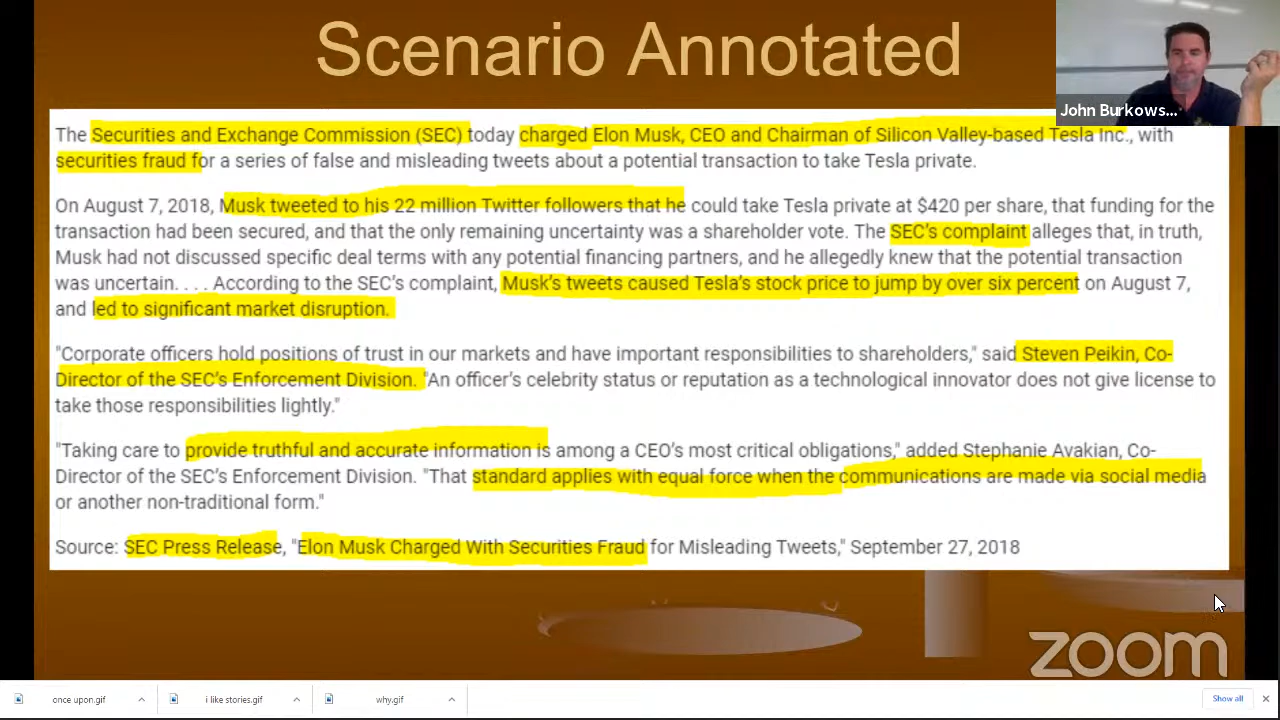 Scenario Annotated
John Burkows...
The Securities and Exchange Commission (SEC) today charged Elon Musk, CEO and Chairman of Silicon Valley-based Tesla Inc., with
securities fraud for a series of false and misleading tweets about a potential transaction to take Tesla private.
On August 7, 2018, Musk tweeted to his 22 million Twitter followers that he could take Tesla private at $420 per share, that funding for the
transaction had been secured, and that the only remaining uncertainty was a shareholder vote. The SEC's complaint alleges that, in truth,
Musk had not discussed specific deal terms with any potential financing partners, and he allegedly knew that the potential transaction
was uncertain. . . . According to the SEC's complaint, Musk's tweets caused Tesla's stock price to jump by over six percent on August 7,
and led to significant market disruption.
"Corporate officers hold positions of trust in our markets and have important responsibilities to shareholders," said Steven Peikin, Co-
Director of the SEC's Enforcement Division. "An officer's celebrity status or reputation as a technological innovator does not give license to
take those responsibilities lightly."
"Taking care to provide truthful and accurate information is among a CEO's most critical obligations," added Stephanie Avakian, Co-
Director of the SEC's Enforcement Division. "That standard applies with equal force when the communications are made via social media
or another non-traditional form."
Source: SEC Press Release, "Elon Musk Charged With Securities Fraud for Misleading Tweets," September 27, 2018
zoom
once upon.gif
i like stories.gif
why.gif
Show all